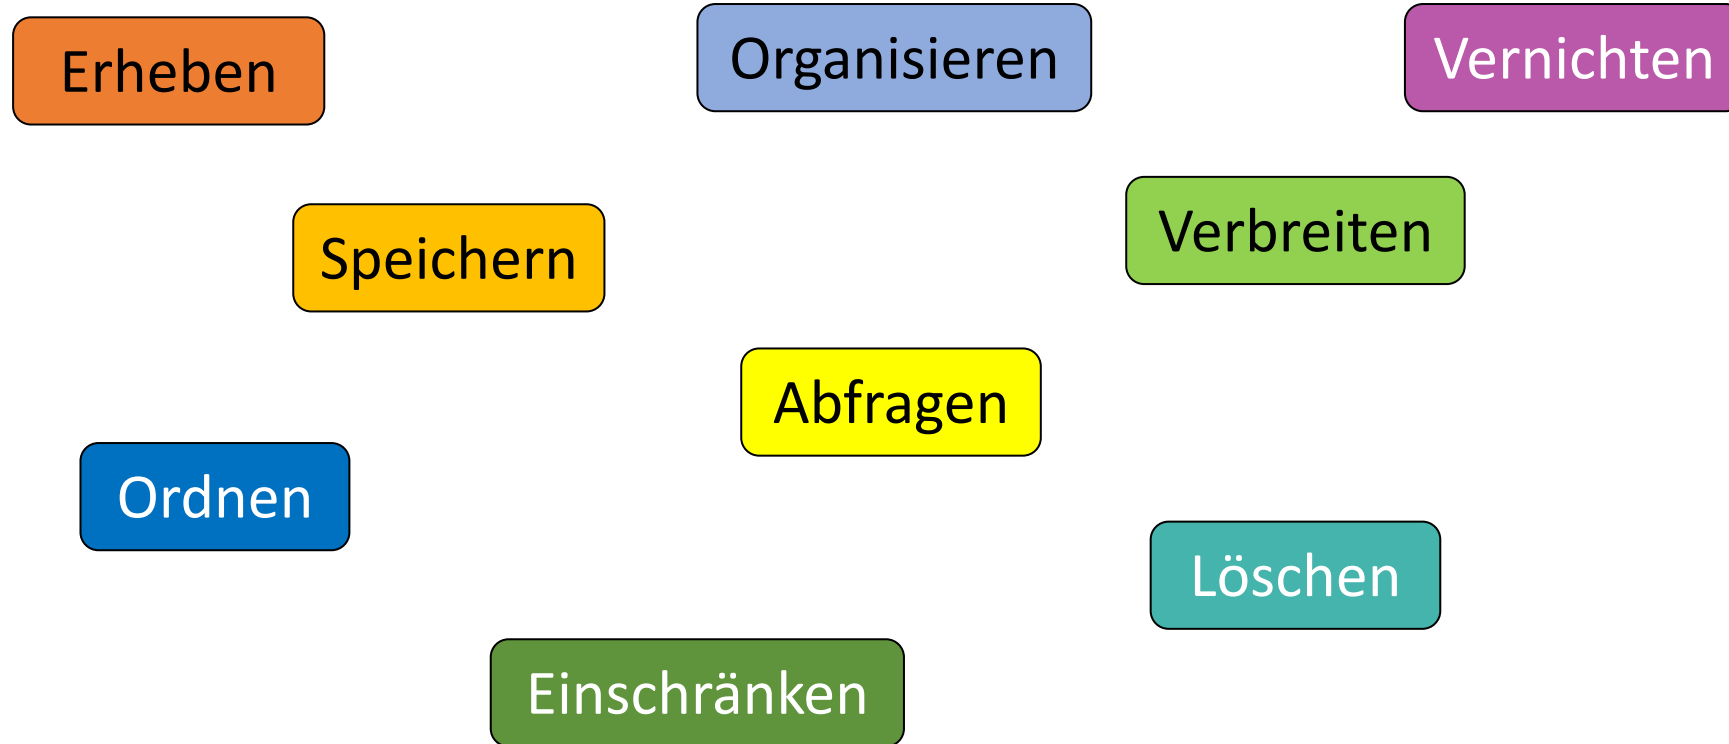 Erheben
Organisieren
Vernichten
Speichern
Verbreiten
Abfragen
Ordnen
Löschen
Einschränken